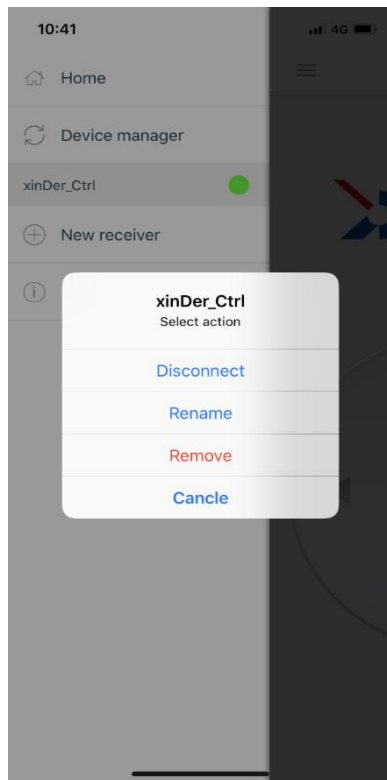 10:41
4G
Home
Device manager
xinDer_Ctrl
New receiver
xinDer_Ctrl
Select action
Disconnect
Rename
Remove
Cancle